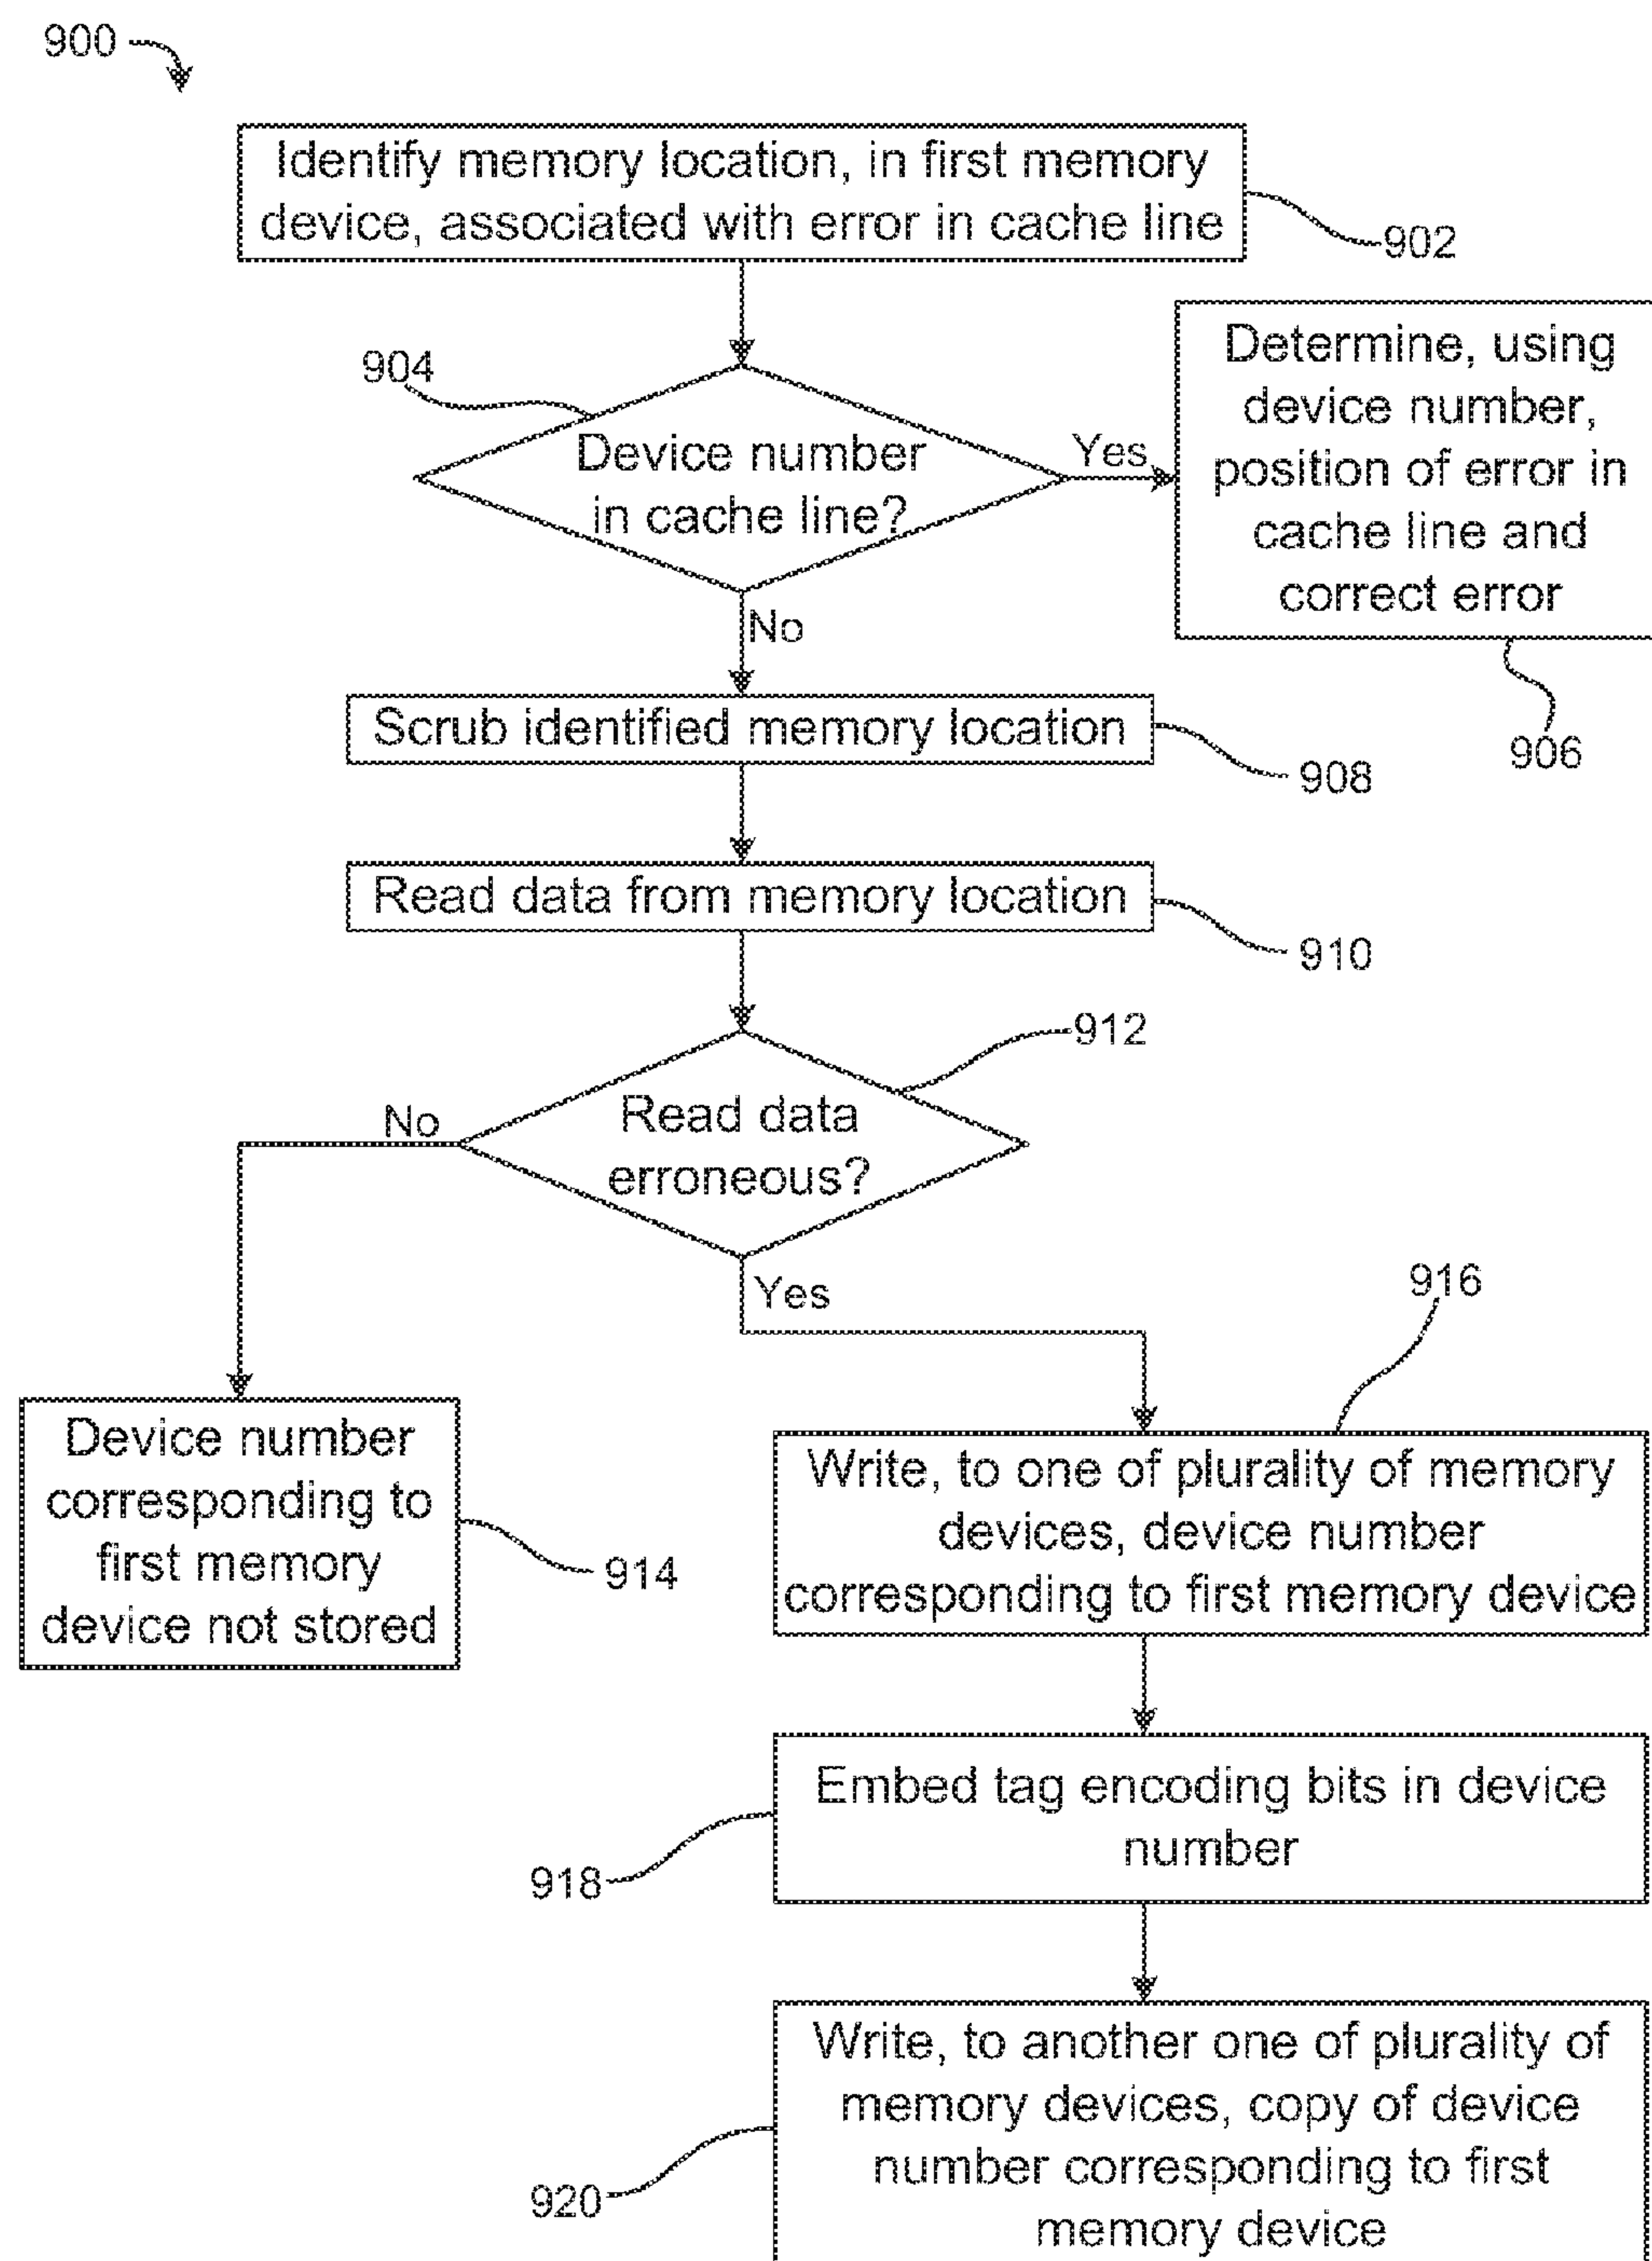 900
Identify memory location, in first memory
device, associated with error in cache line
902
904
Device number
in cache line?
Yes
Determine, using
device number,
position of error in
cache line and
correct error
906
No
Scrub identified memory location
908
Read data from memory location
910
912
Read data
erroneous?
No
Yes
Device number
corresponding to
first memory
device not stored
914
916
Write, to one of plurality of memory
devices, device number
corresponding to first memory device
Embed tag encoding bits in device
number
918
Write, to another one of plurality of
memory devices, copy of device
number corresponding to first
memory device
920